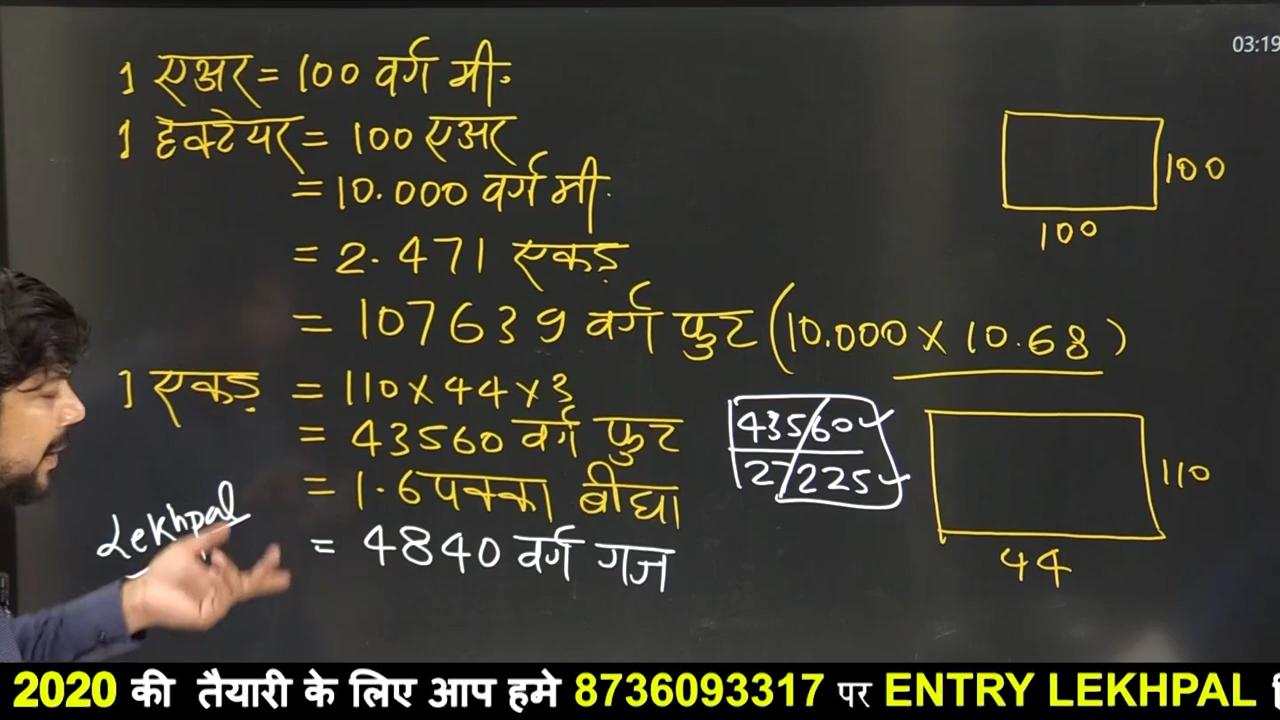 03:19
1 एअर = 100 वर्ग मी.
1 हेक्टेयर = 100 एअर
= 10.000 वर्ग मी.
= 2.471 एकड़
= 107639 वर्ग फुट (10.000 × 10.68)
1 एकड़ = 110 × 44 × 3
= 43560 वर्ग फुट
= 1.6 पक्का बीघा
Lekhpal = 4840 वर्ग गज
43560
27225
100
100
110
44
2020 की तैयारी के लिए आप हमे 8736093317 पर ENTRY LEKHPAL